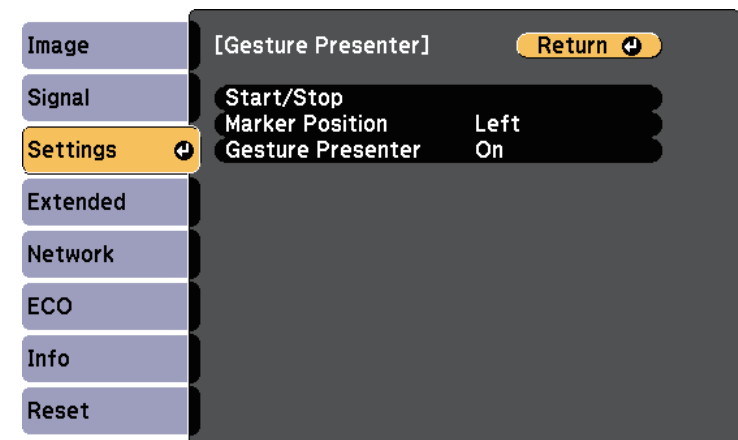 Image
Signal
Settings
Extended
Network
ECO
Info
Reset
[Gesture Presenter]
Return
Start/Stop
Marker Position Left
Gesture Presenter On